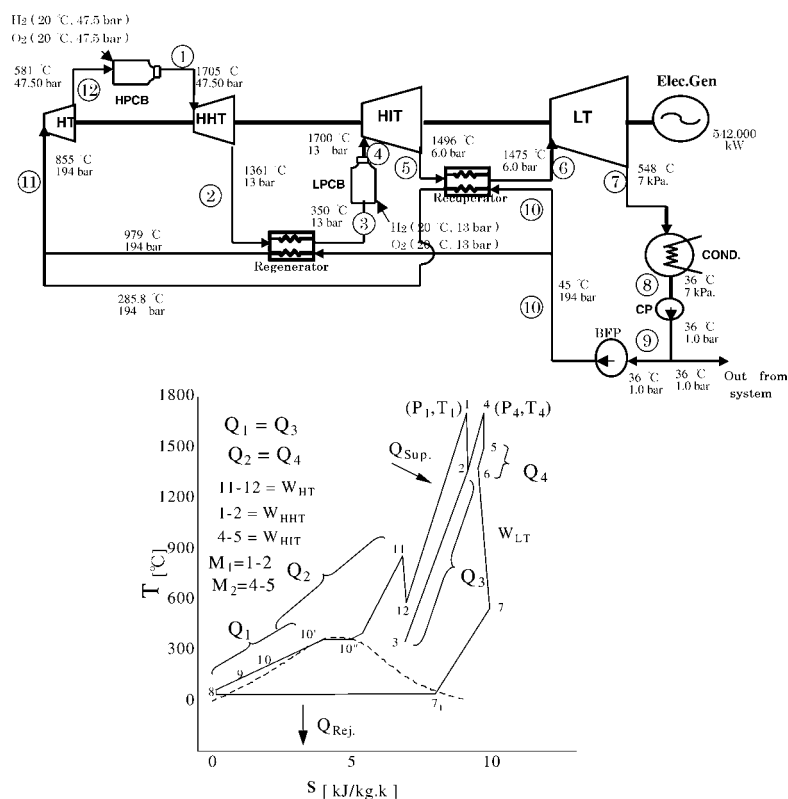 H2 ( 20 ℃, 47.5 bar )
O2 ( 20 ℃, 47.5 bar )
581 ℃
47.50 bar
⑫
HPCB
①
1705 ℃
47.50 bar
HT
HHT
HIT
LT
Elec.Gen
542.000
kW
855 ℃
194 bar
⑪
②
1361 ℃
13 bar
1700 ℃
13 bar
④
LPCB
⑤
1496 ℃
6.0 bar
1475 ℃
6.0 bar
⑥
⑦
548 ℃
7 kPa.
Recuperator
⑩
350 ℃
13 bar
③
H2 (20 ℃, 13 bar )
O2 ( 20 ℃, 13 bar )
979 ℃
194 bar
Regenerator
COND.
285.8 ℃
194 bar
45 ℃
194 bar
⑧
36 ℃
7 kPa.
CP
⑩
BFP
⑨
36 ℃
1.0 bar
36 ℃
1.0 bar
36 ℃
1.0 bar
Out from
system
1800
1500
1200
900
600
300
0
T [℃]
Q1 = Q3
Q2 = Q4
11-12 = WHT
1-2 = WHHT
4-5 = WHIT
M1=1-2
M2=4-5
(P1,T1)
1
4
(P4,T4)
QSup.
5
2
6
Q4
WLT
Q3
11
Q2
12
7
3
Q1
10'
10"
10
9
8
71
QRej.
0
5
10
S [ kJ/kg.k ]